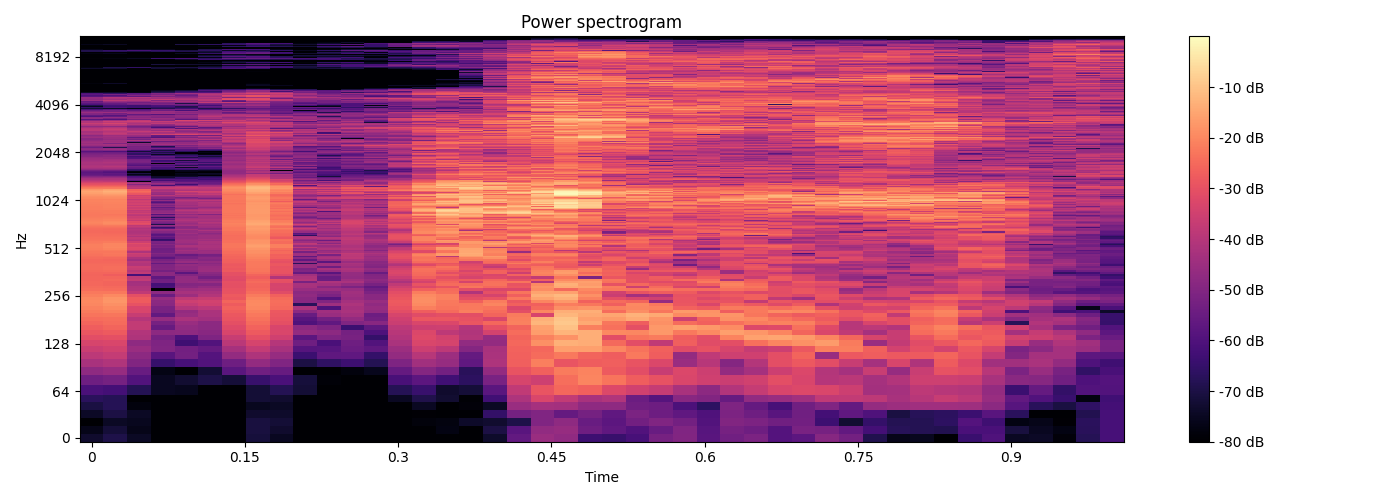 Power spectrogram
8192
4096
2048
1024
512
256
128
64
0
Hz
0 0.15 0.3 0.45 0.6 0.75 0.9
Time
-10 dB
-20 dB
-30 dB
-40 dB
-50 dB
-60 dB
-70 dB
-80 dB